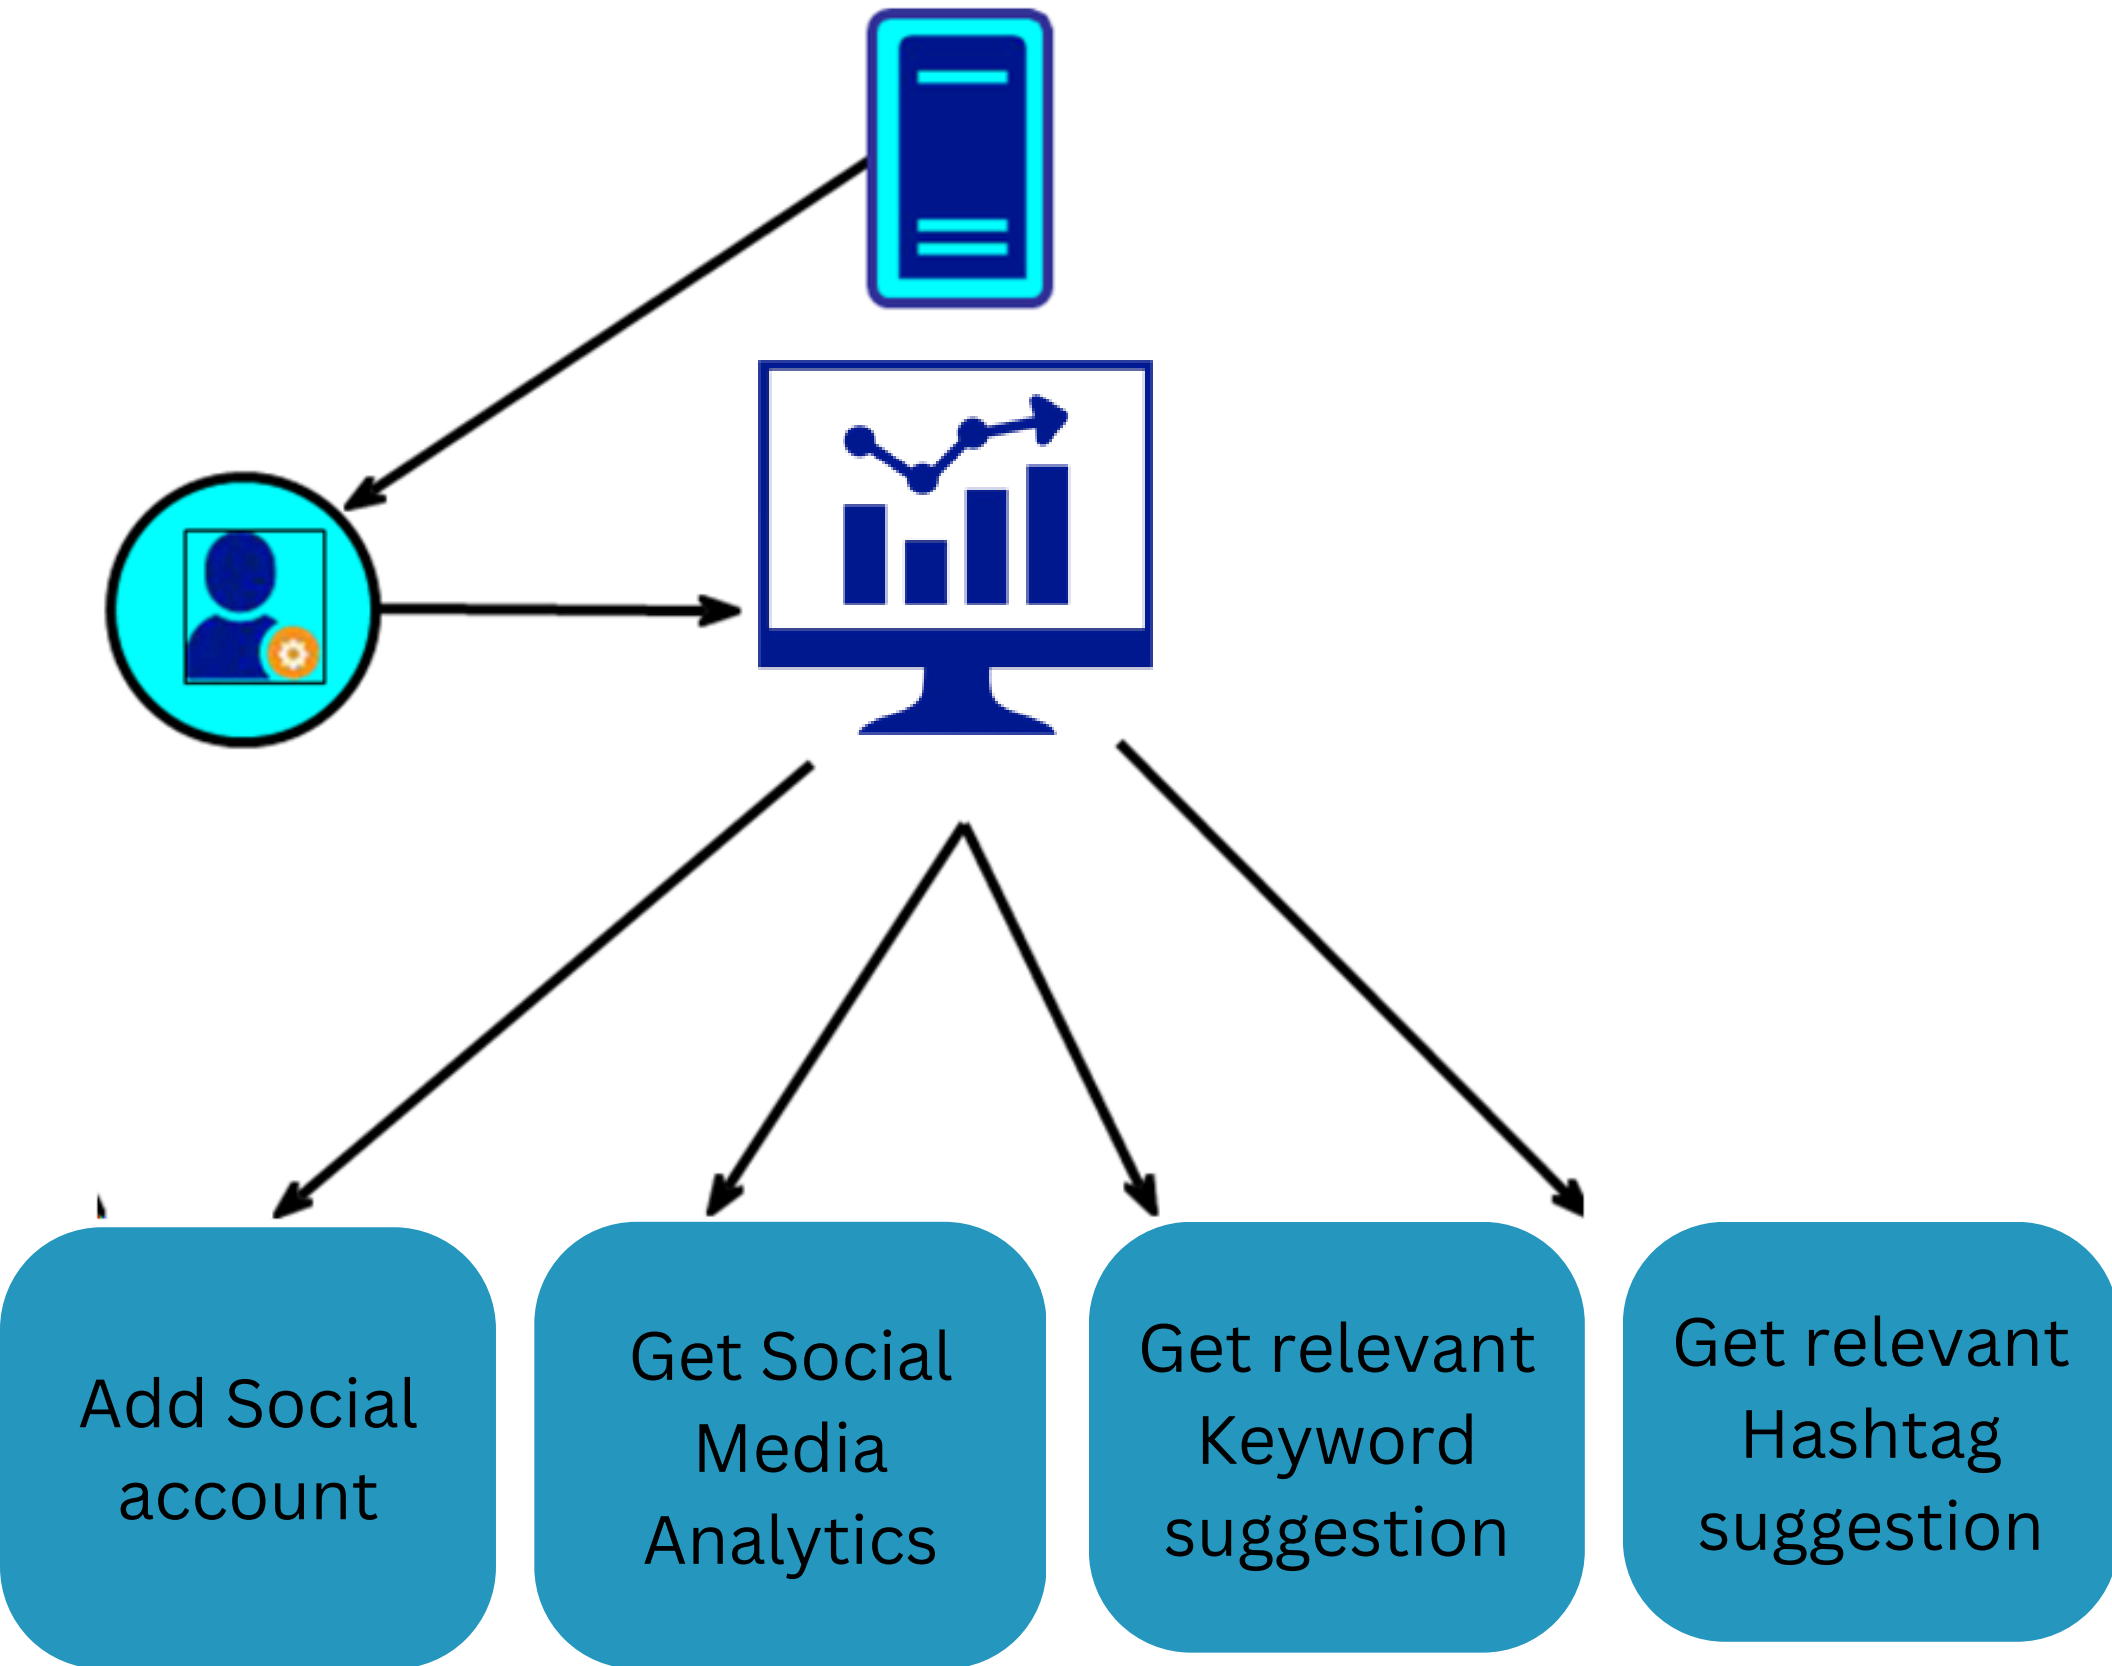 Add Social
account
Get Social
Media
Analytics
Get relevant
Keyword
suggestion
Get relevant
Hashtag
suggestion